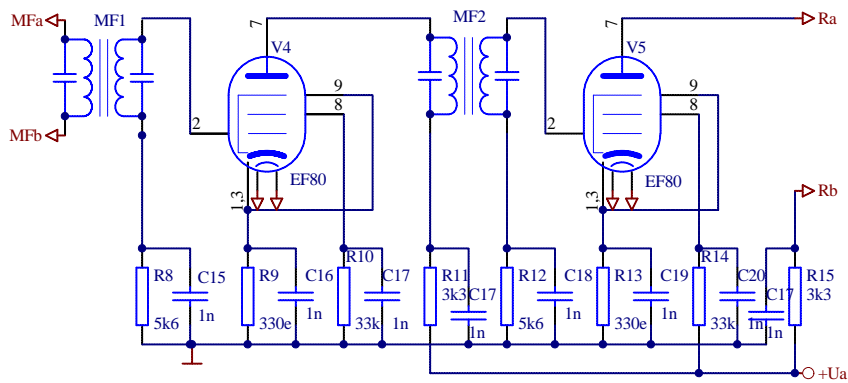 MFa
MF1
MFb
2
7
V4
9
8
1,3
EF80
MF2
2
7
V5
9
8
1,3
EF80
Ra
Rb
R8
5k6
C15
1n
R9
330e
C16
1n
R10
33k
C17
1n
R11
3k3
C17
1n
R12
5k6
C18
1n
R13
330e
C19
1n
R14
33k
C20
1n
C17
1n
R15
3k3
+Ua